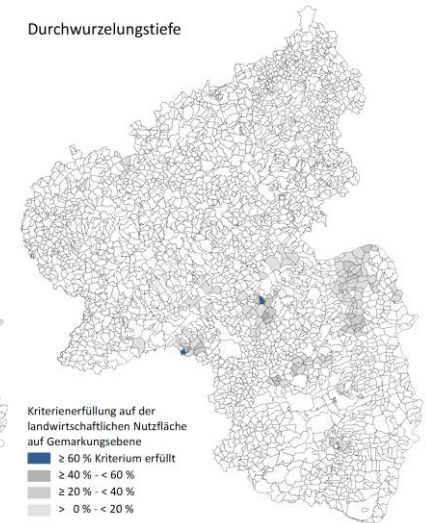 Durchwurzelungstiefe
Kriterienerfüllung auf der
landwirtschaftlichen Nutzfläche
auf Gemarkungsebene
≥ 60 % Kriterium erfüllt
≥ 40 % - < 60 %
≥ 20 % - < 40 %
> 0 % - < 20 %